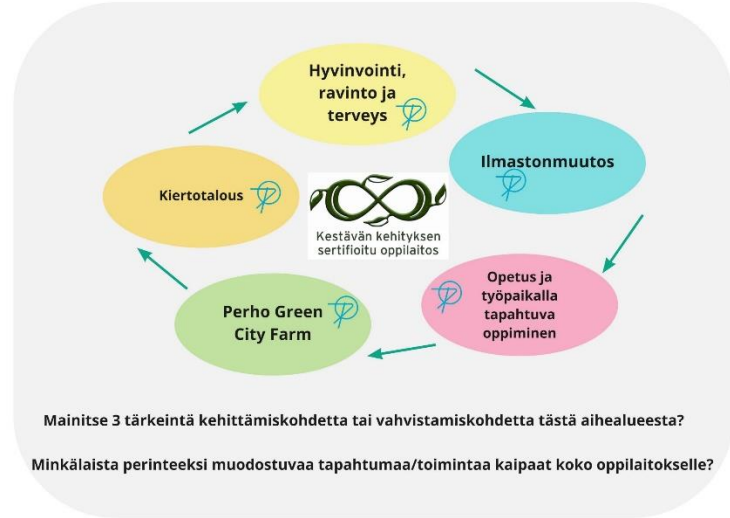 Hyvinvointi,
ravinto ja
terveys
Ilmastonmuutos
Kiertotalous
Kestävän kehityksen
sertifioitu oppilaitos
Opetus ja
työpaikalla
tapahtuva
oppiminen
Perho Green
City Farm
Mainitse 3 tärkeintä kehittämiskohdetta tai vahvistamiskohdetta tästä aihealueesta?
Minkälaista perinteeksi muodostuvaa tapahtumaa/toimintaa kaipaat koko oppilaitokselle?